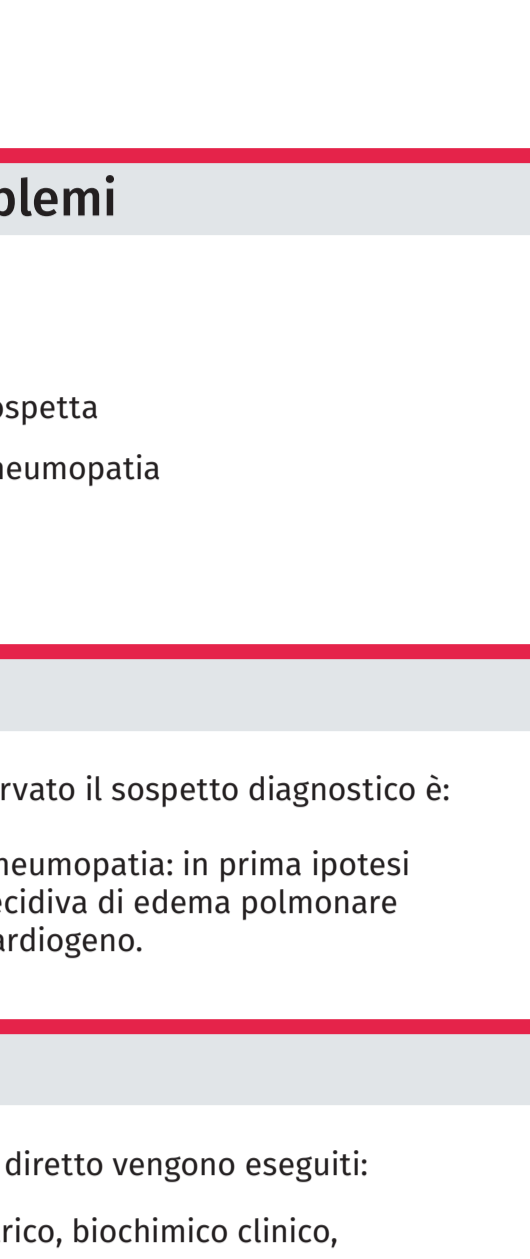 blemi
ospetta
neumopatia
rvato il sospetto diagnostico è:
neumopatia: in prima ipotesi
ecidiva di edema polmonare
ardiogeno.
diretto vengono eseguiti:
rico, biochimico clinico,